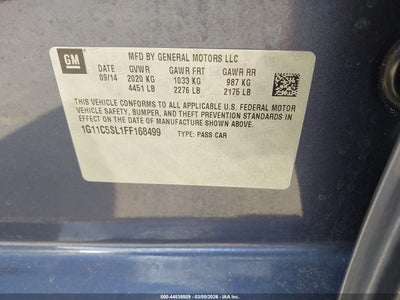 GM
MFD BY GENERAL MOTORS LLC
DATE GVWR GAWR FRT GAWR RR
09/14 2020 KG 1033 KG 987 KG
4451 LB 2276 LB 2175 LB
THIS VEHICLE CONFORMS TO ALL APPLICABLE U.S. FEDERAL MOTOR
VEHICLE SAFETY, BUMPER, AND THEFT PREVENTION STANDARDS IN
EFFECT ON THE DATE OF MANUFACTURE SHOWN ABOVE.
1G11C5SL1FF168499 TYPE: PASS CAR
000-44638589 | 03/09/2026 | IAA Inc.